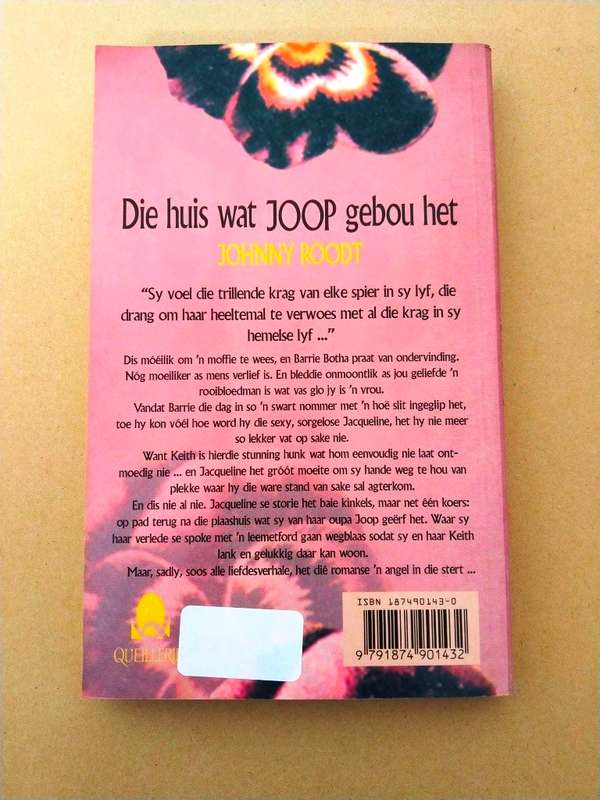 Die huis wat JOOP gebou het
JOHNNY ROODT
“Sy voel die trillende krag van elke spier in sy lyf, die
drang om haar heeltemal te verwoes met al die krag in sy
hemelse lyf ...”
Dis móéilik om 'n moffie te wees, en Barrie Botha praat van ondervinding.
Nóg moeiliker as mens verlief is. En bleddie onmoontlik as jou geliefde 'n
rooibloedman is wat vas glo jy is 'n vrou.
Vandat Barrie die dag in so 'n swart nommer met 'n hoë slit ingeglip het,
toe hy kon vóél hoe word hy die sexy, sorgelose Jacqueline, het hy nie meer
so lekker vat op sake nie.
Want Keith is hierdie stunning hunk wat hom eenvoudig nie laat ont-
moedig nie ... en Jacqueline het gróót moeite om sy hande weg te hou van
plekke waar hy die ware stand van sake sal agterkom.
En dis nie al nie. Jacqueline se storie het baie kinkels, maar net één koers:
op pad terug na die plaashuis wat sy van haar oupa Joop geërf het. Waar sy
haar verlede se spoke met 'n leemetford gaan wegblaas sodat sy en haar Keith
lank en gelukkig daar kan woon.
Maar, sadly, soos alle liefdesverhale, het dié romanse 'n angel in die stert ...
ISBN 187490143-0
9 791874 901432